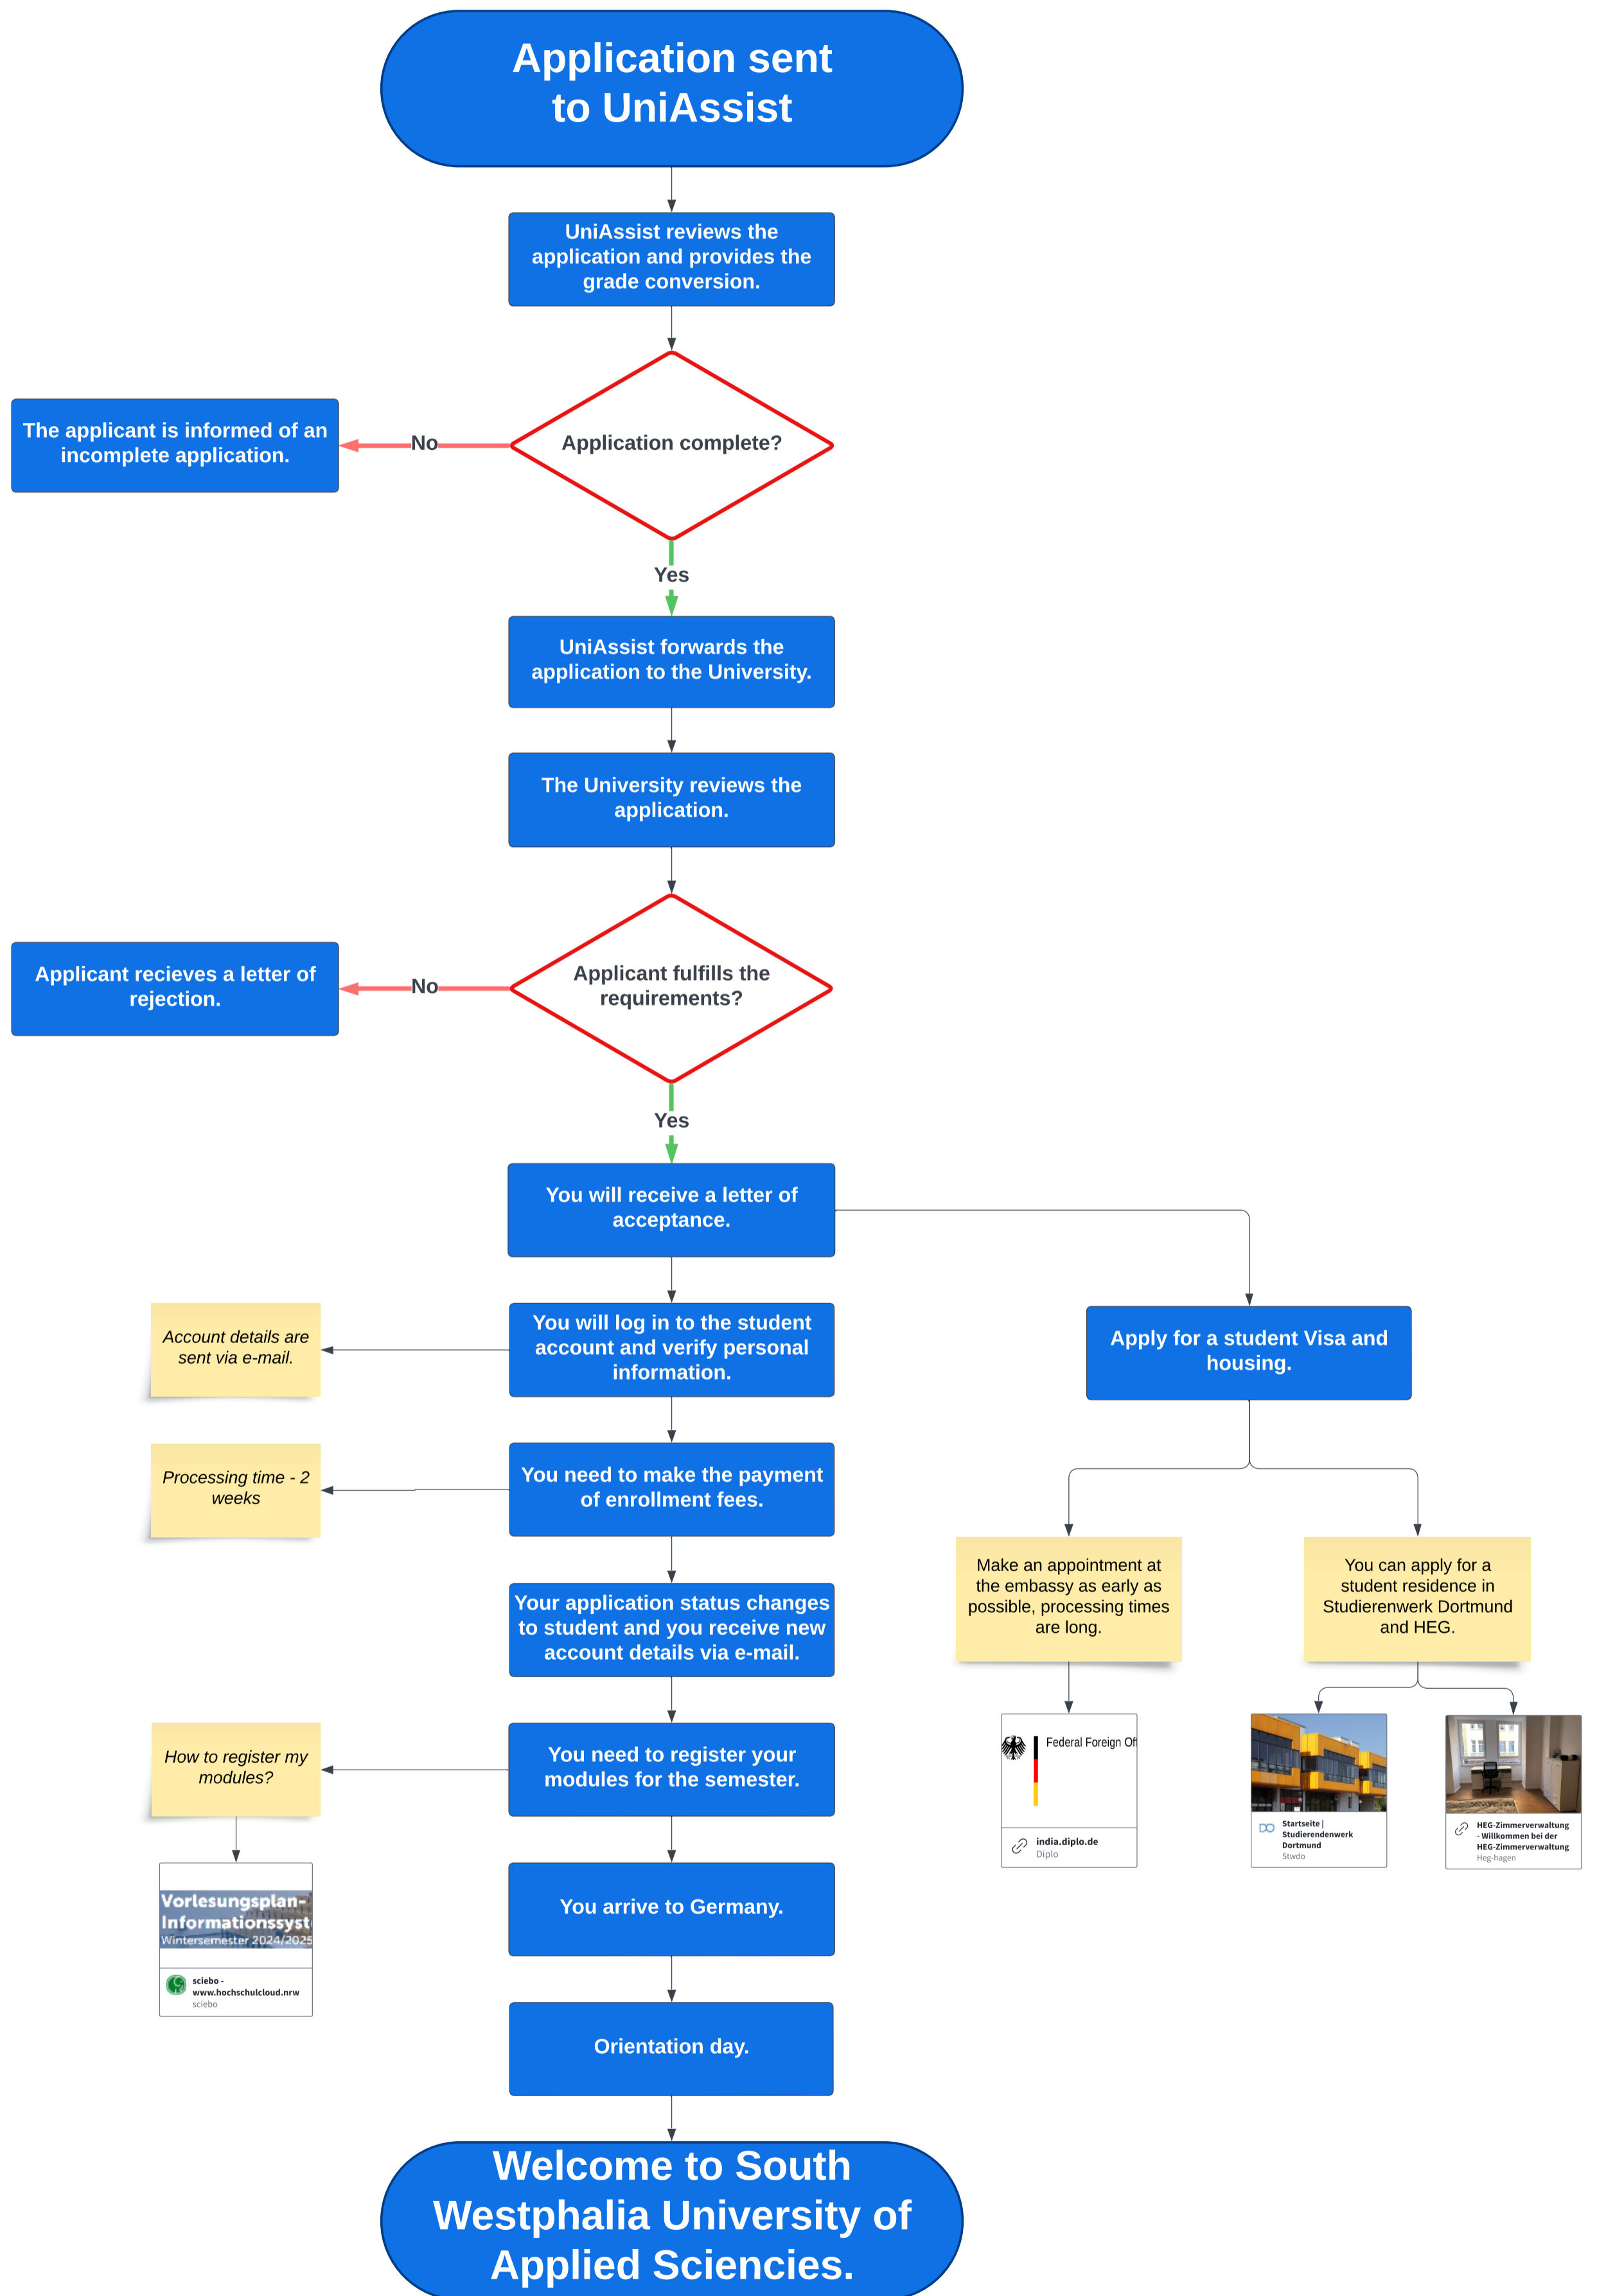 Application sent
to UniAssist
UniAssist reviews the
application and provides the
grade conversion.
Application complete?
No
The applicant is informed of an
incomplete application.
Yes
UniAssist forwards the
application to the University.
The University reviews the
application.
Applicant fulfills the
requirements?
No
Applicant recieves a letter of
rejection.
Yes
You will receive a letter of
acceptance.
You will log in to the student
account and verify personal
information.
Account details are
sent via e-mail.
Apply for a student Visa and
housing.
You need to make the payment
of enrollment fees.
Processing time - 2
weeks
Make an appointment at
the embassy as early as
possible, processing times
are long.
You can apply for a
student residence in
Studierenwerk Dortmund
and HEG.
Your application status changes
to student and you receive new
account details via e-mail.
You need to register your
modules for the semester.
How to register my
modules?
Federal Foreign Off
india.diplo.de
Diplo
DO
Startseite |
Studierendenwerk
Dortmund
Stwdo
HEG-Zimmerverwaltung
- Willkommen bei der
HEG-Zimmerverwaltung
Heg-hagen
Vorlesungsplan-
Informationssyst
Wintersemester 2024/2025
sciebo -
www.hochschulcloud.nrw
sciebo
You arrive to Germany.
Orientation day.
Welcome to South
Westphalia University of
Applied Sciencies.